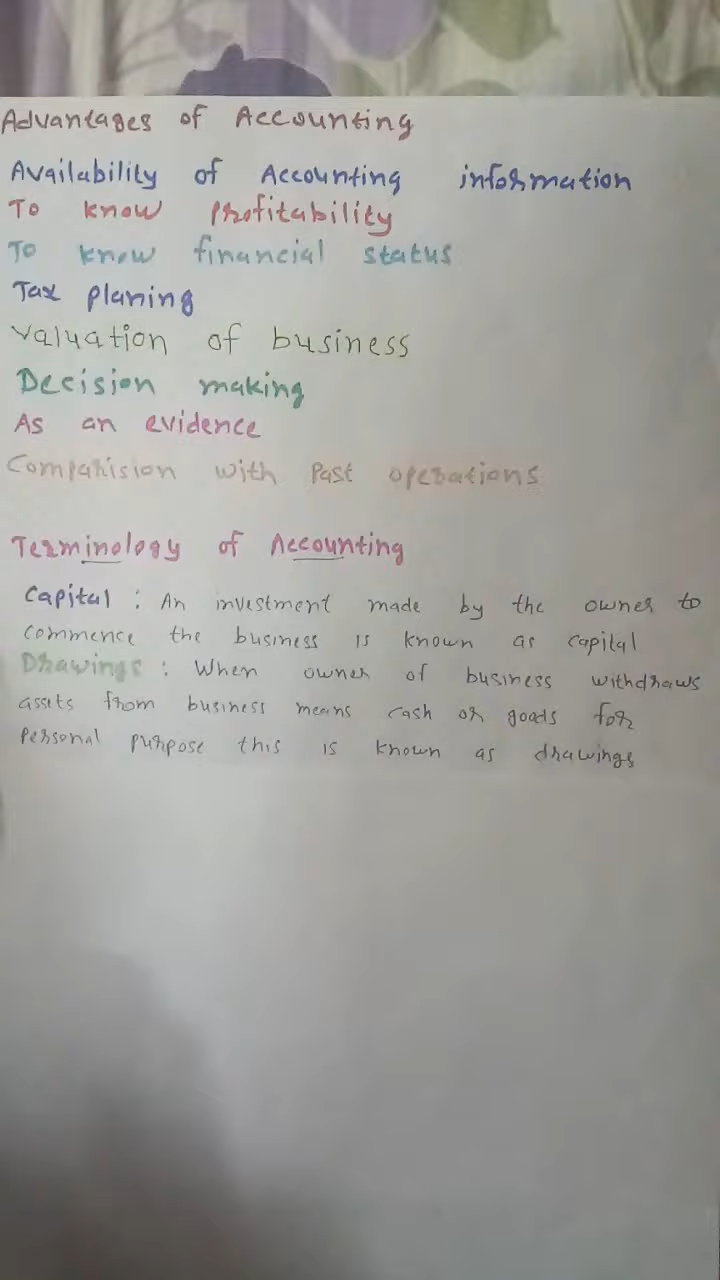 Advantages of Accounting
Availability of Accounting information
To know profitability
To know financial status
Tax planing
Valuation of business
Decision making
As an evidence
Comparision with Past operations
Terminology of Accounting
Capital : An investment made by the owner to
commence the business is known as capital
Drawings : When owner of business withdraws
assets from business means cash or goods for
Personal purpose this is known as drawings